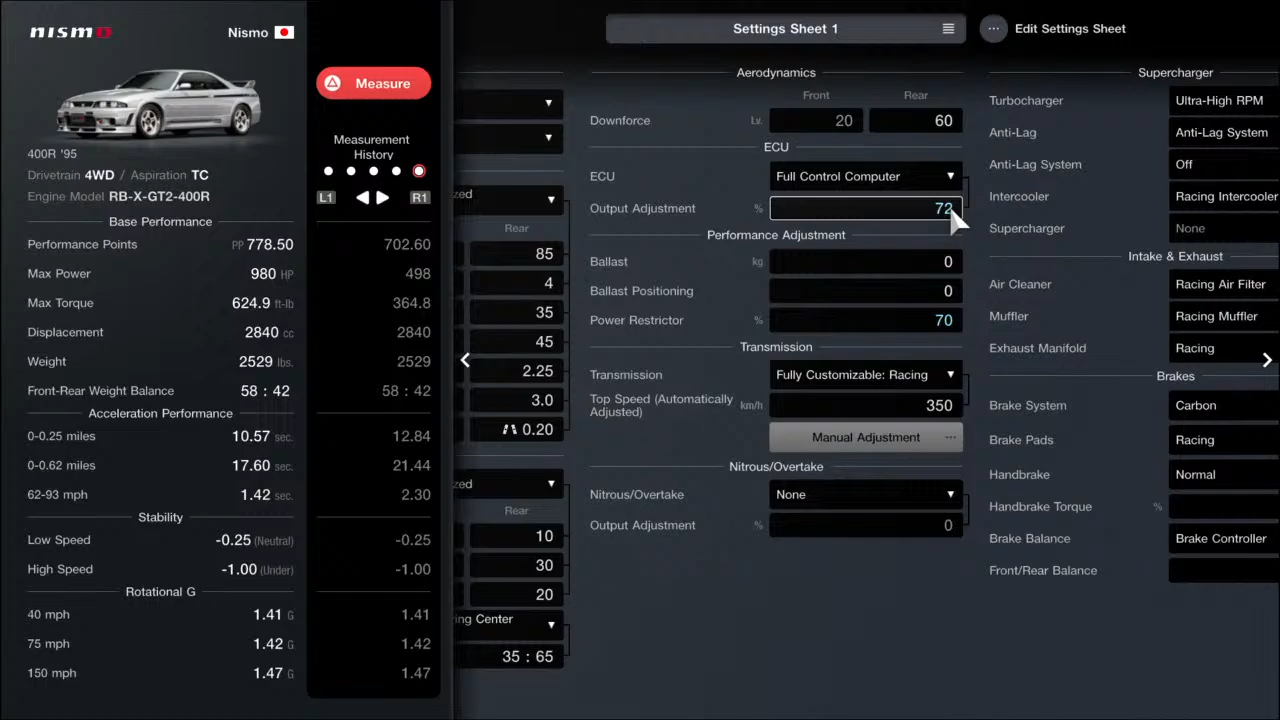 nismo
Nismo
400R '95
Drivetrain 4WD / Aspiration TC
Engine Model RB-X-GT2-400R
Base Performance
Performance Points PP 778.50 702.60
Max Power 980 HP 498
Max Torque 624.9 ft-lb 364.8
Displacement 2840 cc 2840
Weight 2529 lbs. 2529
Front-Rear Weight Balance 58 : 42 58 : 42
Acceleration Performance
0-0.25 miles 10.57 sec. 12.84
0-0.62 miles 17.60 sec. 21.44
62-93 mph 1.42 sec. 2.30
Stability
Low Speed -0.25 (Neutral) -0.25
High Speed -1.00 (Under) -1.00
Rotational G
40 mph 1.41 G 1.41
75 mph 1.42 G 1.42
150 mph 1.47 G 1.47
Measure
Measurement
History
L1 R1
zed
Rear
85
4
35
45
2.25
3.0
0.20
zed
Rear
10
30
20
ing Center
35 : 65
Settings Sheet 1
Edit Settings Sheet
Aerodynamics
Front Rear
Downforce Lv. 20 60
ECU
ECU Full Control Computer
Output Adjustment % 72
Performance Adjustment
Ballast kg 0
Ballast Positioning 0
Power Restrictor % 70
Transmission
Transmission Fully Customizable: Racing
Top Speed (Automatically
Adjusted) km/h 350
Manual Adjustment ...
Nitrous/Overtake
Nitrous/Overtake None
Output Adjustment % 0
Supercharger
Turbocharger Ultra-High RPM
Anti-Lag Anti-Lag System
Anti-Lag System Off
Intercooler Racing Intercooler
Supercharger None
Intake & Exhaust
Air Cleaner Racing Air Filter
Muffler Racing Muffler
Exhaust Manifold Racing
Brakes
Brake System Carbon
Brake Pads Racing
Handbrake Normal
Handbrake Torque %
Brake Balance Brake Controller
Front/Rear Balance